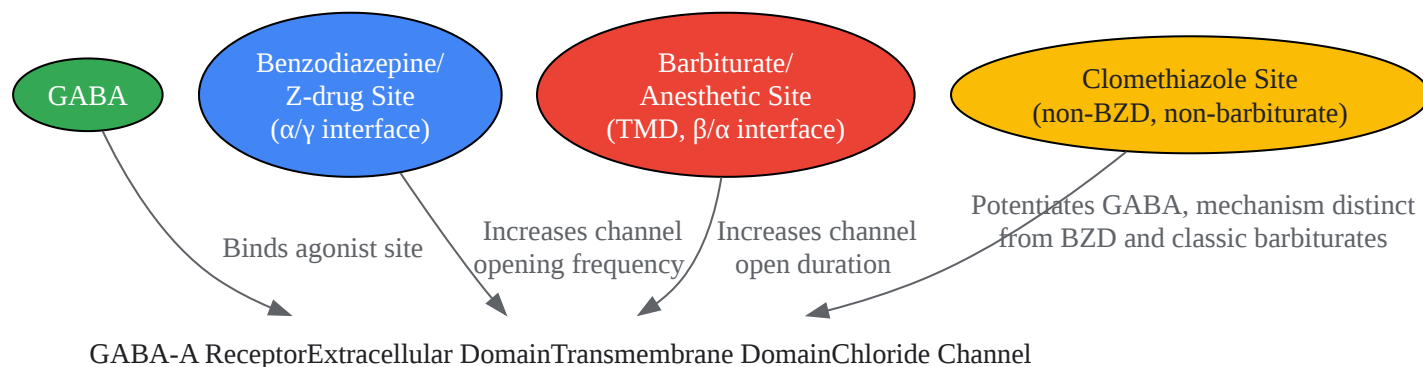 GABA
Benzodiazepine/
Z-drug Site
(α/γ interface)
Barbiturate/
Anesthetic Site
(TMD, β/α interface)
Clomethiazole Site
(non-BZD, non-barbiturate)
Binds agonist site
Increases channel
opening frequency
Increases channel
open duration
Potentiates GABA, mechanism distinct
from BZD and classic barbiturates
GABA-A ReceptorExtracellular DomainTransmembrane DomainChloride Channel